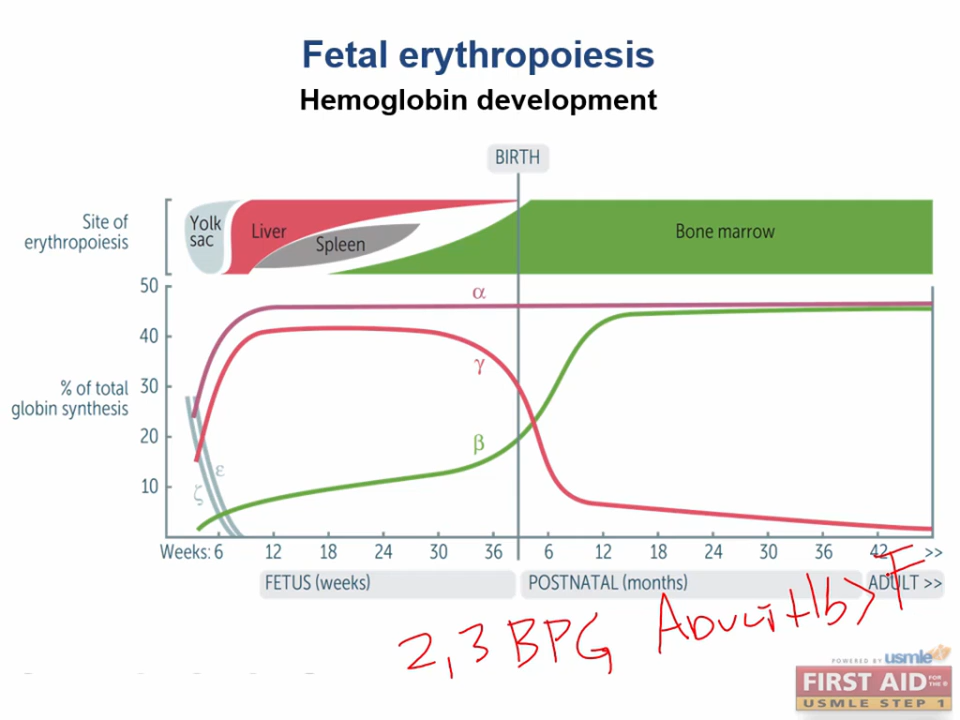 Fetal erythropoiesis
Hemoglobin development
BIRTH
Site of
erythropoiesis
Yolk
sac
Liver
Spleen
Bone marrow
50
40
30
20
10
% of total
globin synthesis
α
γ
β
ε
ζ
Weeks: 6 12 18 24 30 36 6 12 18 24 30 36 42 >>
FETUS (weeks) POSTNATAL (months) ADULT >>
2,3 BPG Adult Hb > F
POWERED BY usmle
FIRST AID FOR THE
USMLE STEP 1